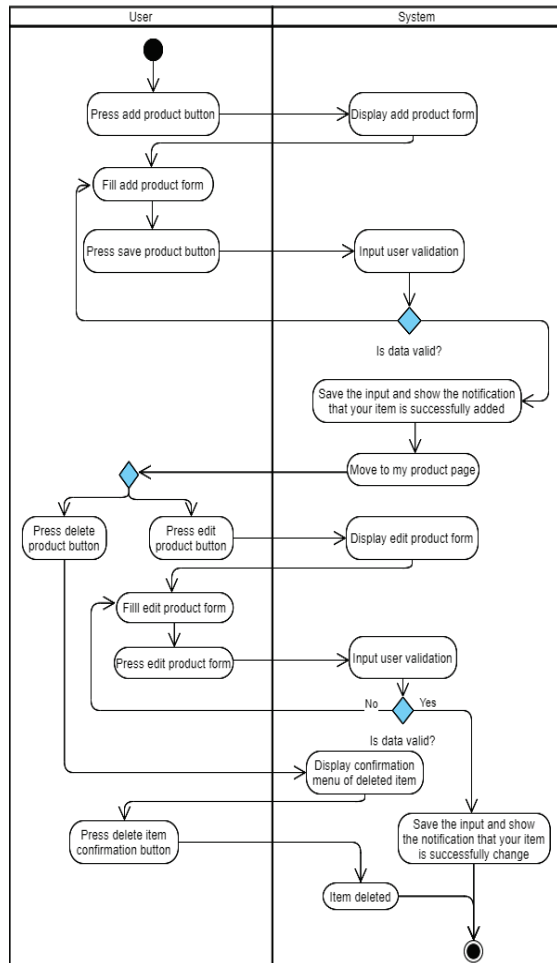 User
System
Press add product button
Display add product form
Fill add product form
Press save product button
Input user validation
Is data valid?
Save the input and show the notification
that your item is successfully added
Move to my product page
Press delete
product button
Press edit
product button
Display edit product form
Filll edit product form
Press edit product form
Input user validation
No
Yes
Is data valid?
Display confirmation
menu of deleted item
Press delete item
confirmation button
Save the input and show
the notification that your item
is successfully change
Item deleted